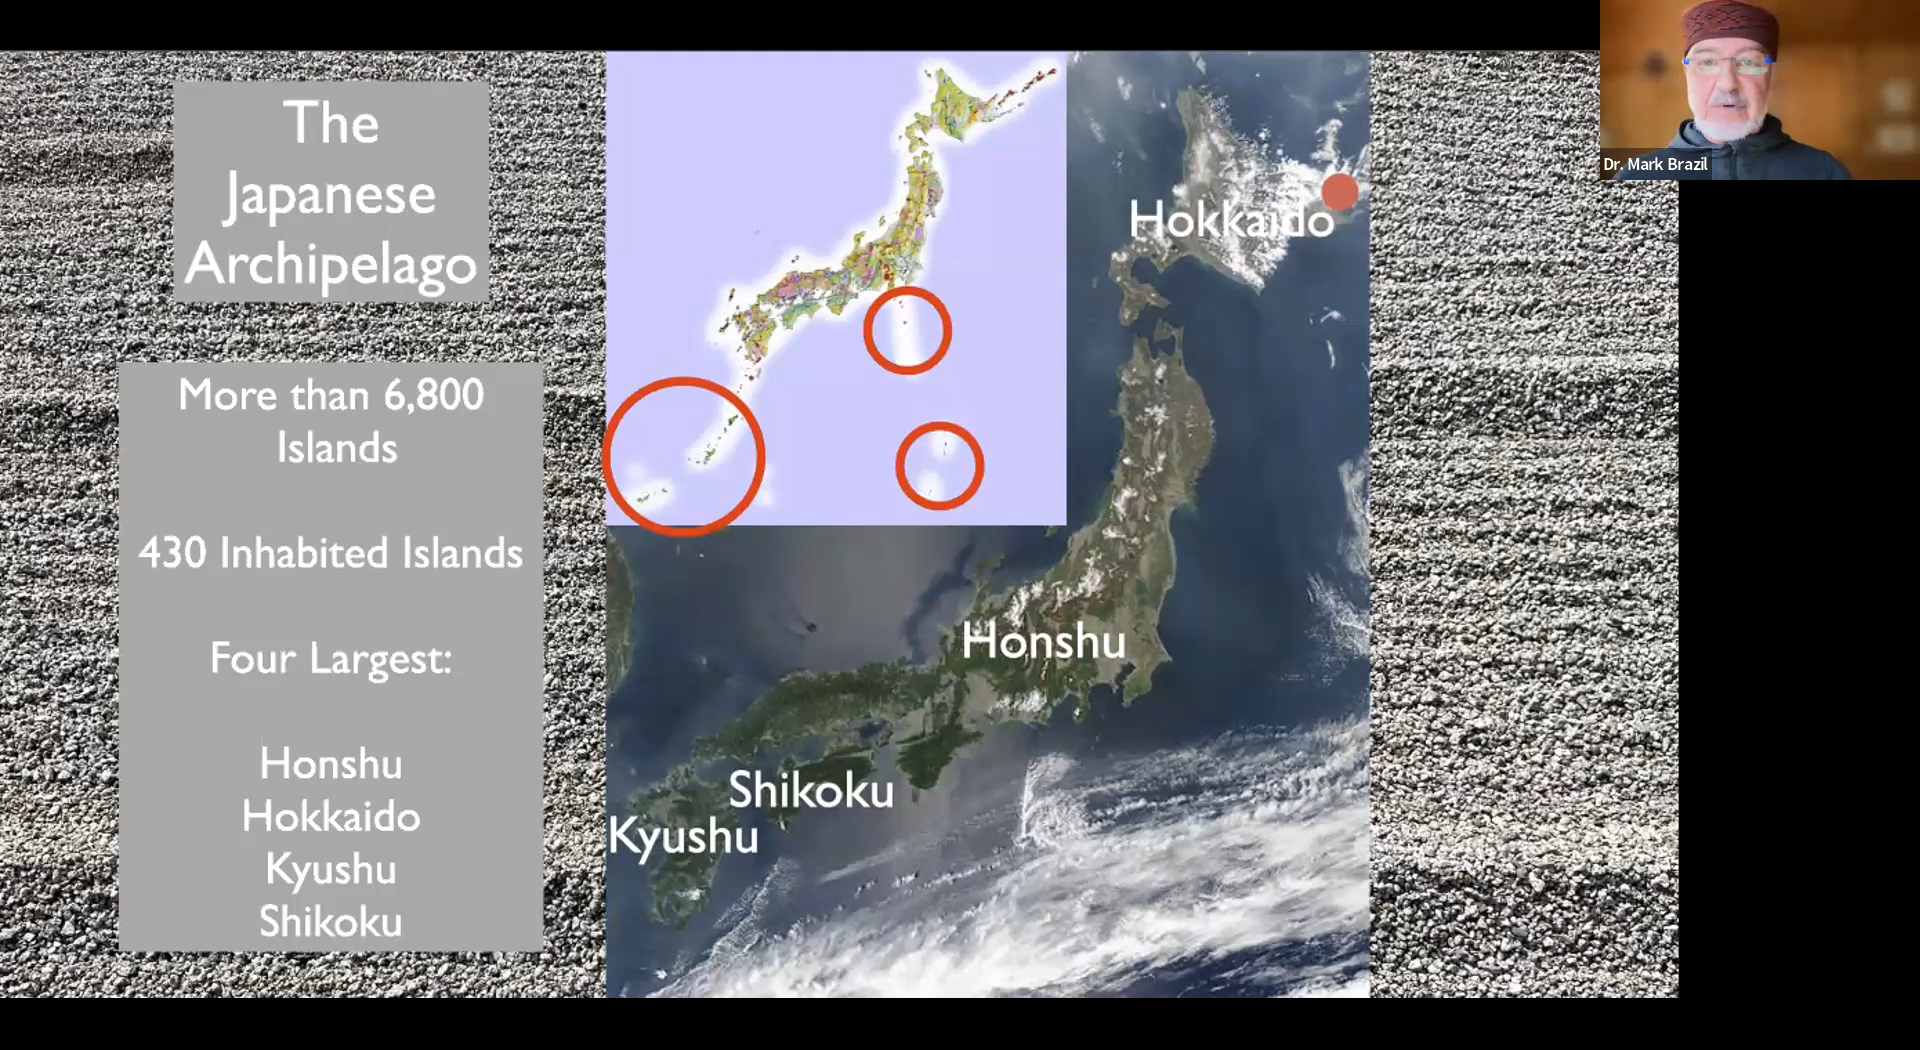 The
Japanese
Archipelago
More than 6,800
Islands
430 Inhabited Islands
Four Largest:
Honshu
Hokkaido
Kyushu
Shikoku
Hokkaido
Honshu
Shikoku
Kyushu
Dr. Mark Brazil